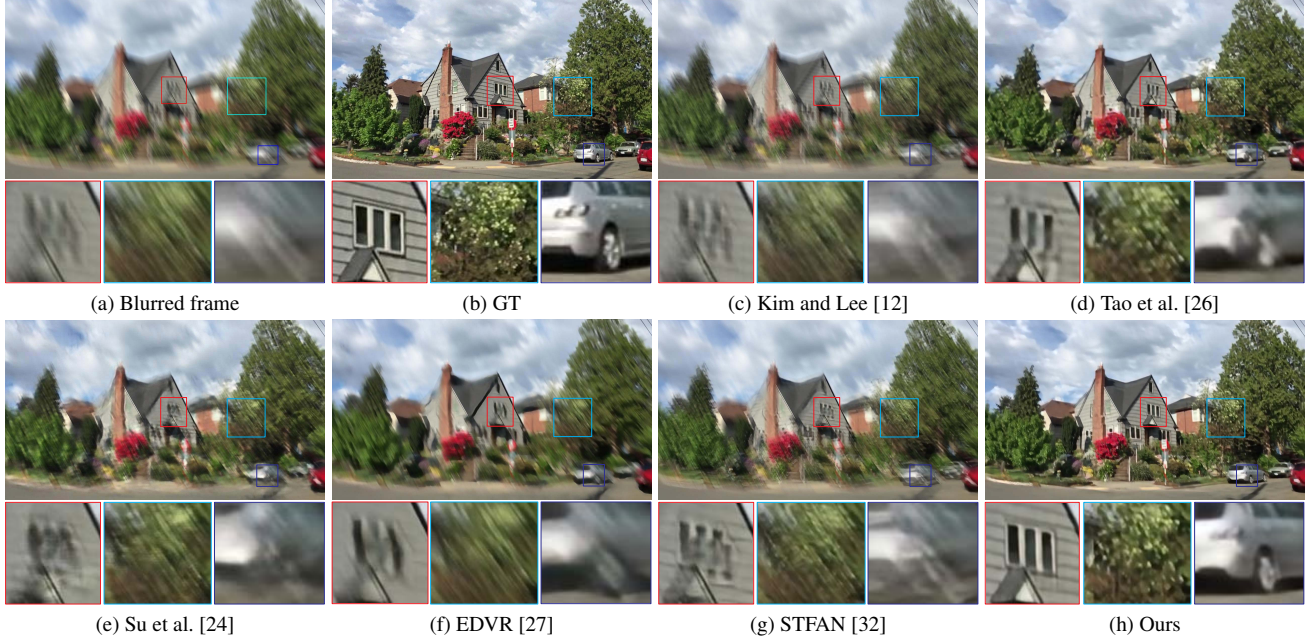 (a) Blurred frame
(b) GT
(c) Kim and Lee [12]
(d) Tao et al. [26]
(e) Su et al. [24]
(f) EDVR [27]
(g) STFAN [32]
(h) Ours